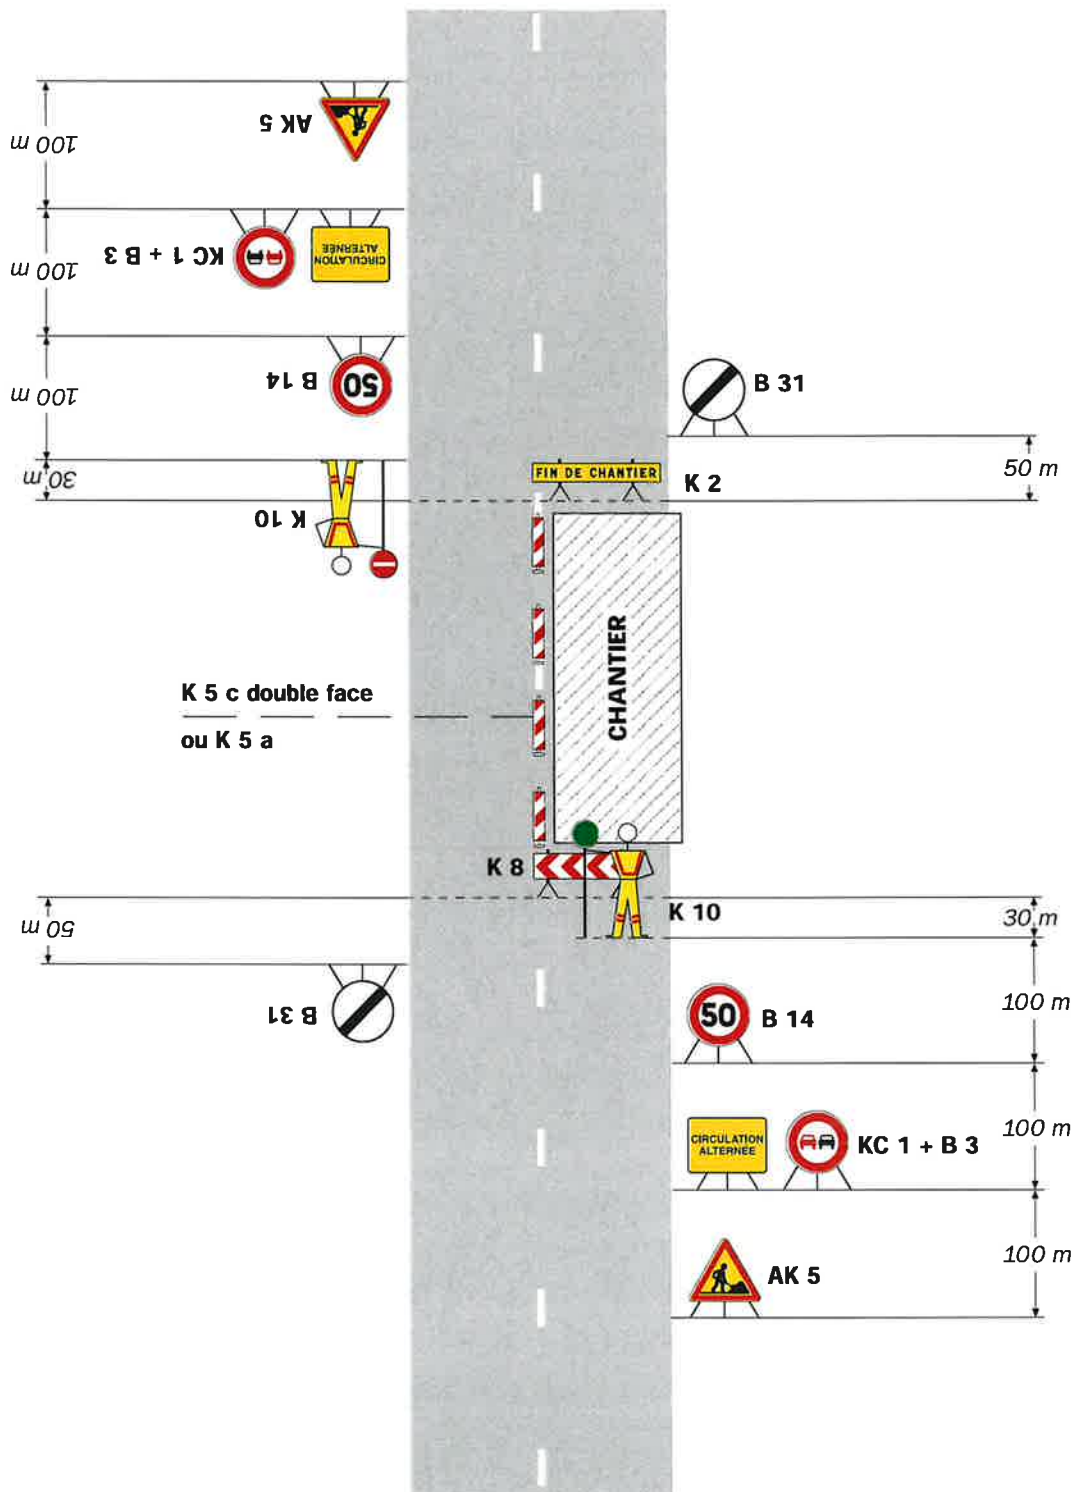 AK 5
100 m
CIRCULATION
ALTERNÉE
KC 1 + B 3
100 m
50
B 14
100 m
B 31
50 m
30 m
K 10
FIN DE CHANTIER
K 2
CHANTIER
K 5 c double face
ou K 5 a
K 8
K 10
30 m
50 m
B 31
50
B 14
100 m
CIRCULATION
ALTERNÉE
KC 1 + B 3
100 m
AK 5
100 m